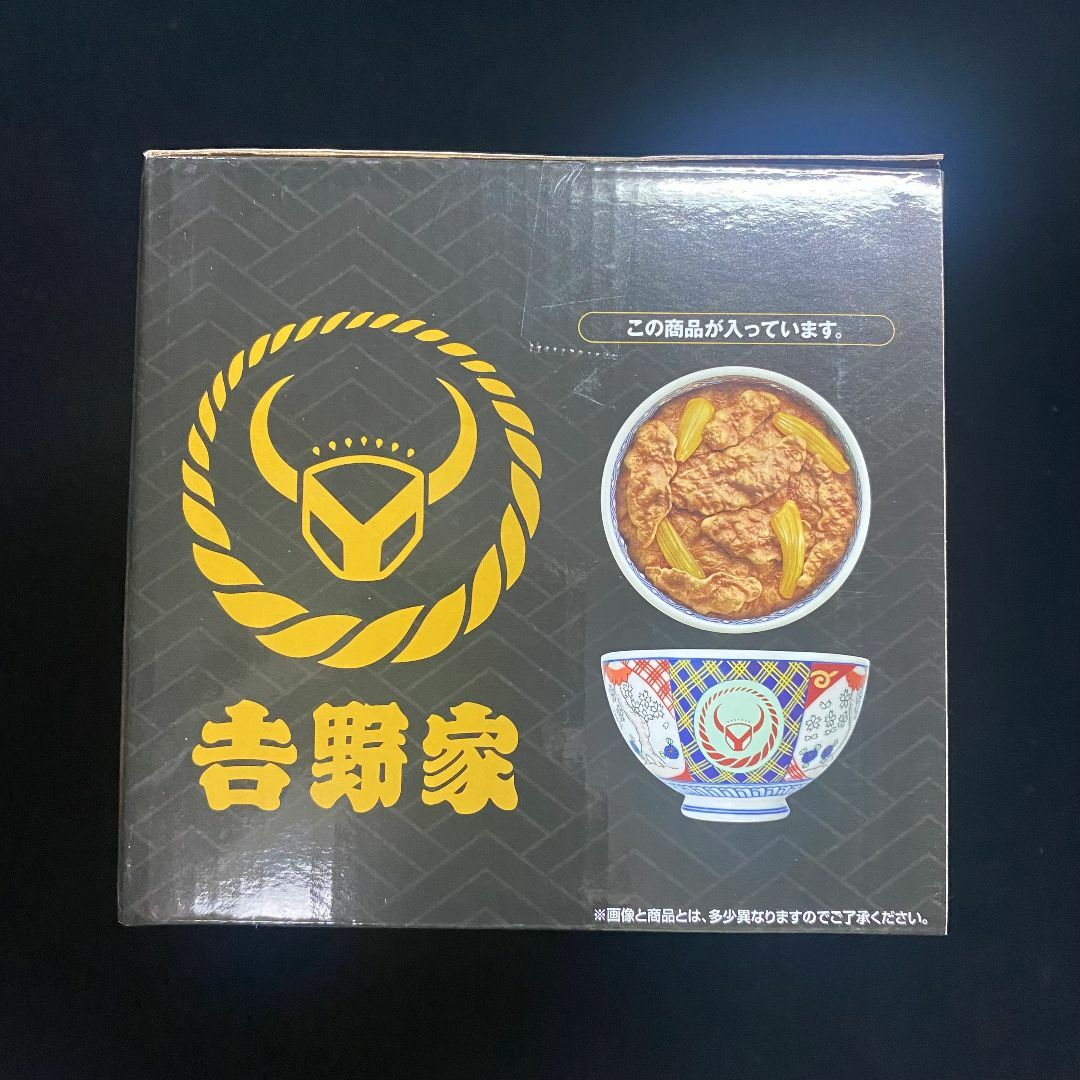 この商品が入っています。
𠮷野家
※画像と商品とは、多少異なりますのでご了承ください。